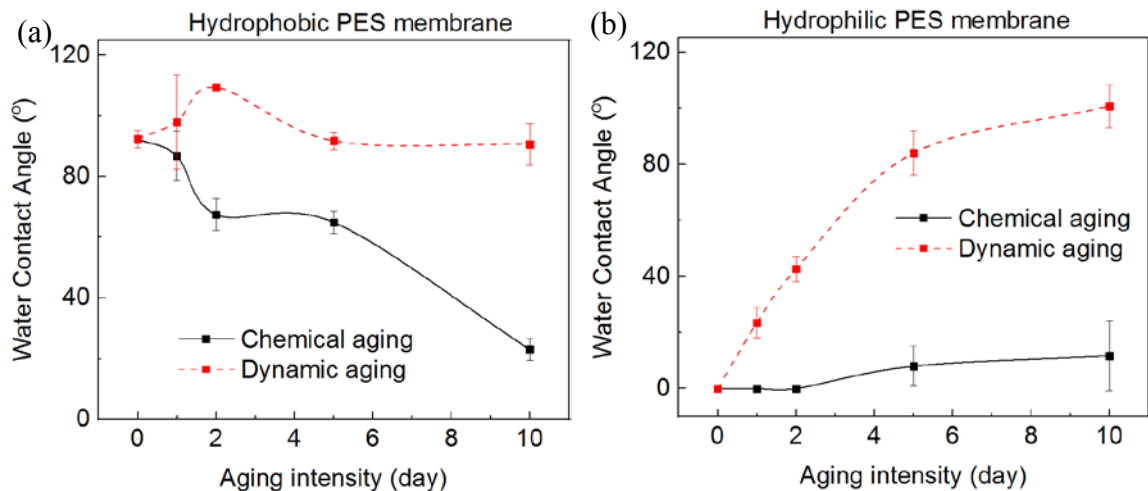 (a)
Hydrophobic PES membrane
120
80
40
0
Water Contact Angle (°)
Chemical aging
Dynamic aging
0 2 4 6 8 10
Aging intensity (day)
(b)
Hydrophilic PES membrane
120
80
40
0
Water Contact Angle (°)
Chemical aging
Dynamic aging
0 2 4 6 8 10
Aging intensity (day)